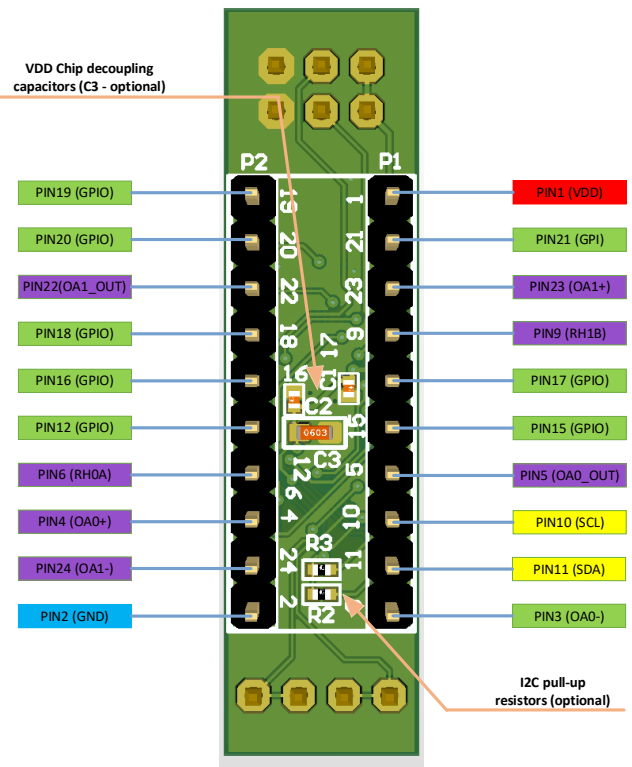 VDD Chip decoupling
capacitors (C3 - optional)
P2
P1
PIN19 (GPIO)
19
1
PIN1 (VDD)
PIN20 (GPIO)
20
21
PIN21 (GPI)
PIN22(OA1_OUT)
22
23
PIN23 (OA1+)
PIN18 (GPIO)
18
17
9
PIN9 (RH1B)
PIN16 (GPIO)
16
C1
PIN17 (GPIO)
C2
PIN12 (GPIO)
0603
15
PIN15 (GPIO)
C3
PIN6 (RH0A)
12
5
PIN5 (OA0_OUT)
6
PIN4 (OA0+)
4
10
PIN10 (SCL)
R3
PIN24 (OA1-)
24
11
PIN11 (SDA)
PIN2 (GND)
2
R2
PIN3 (OA0-)
I2C pull-up
resistors (optional)